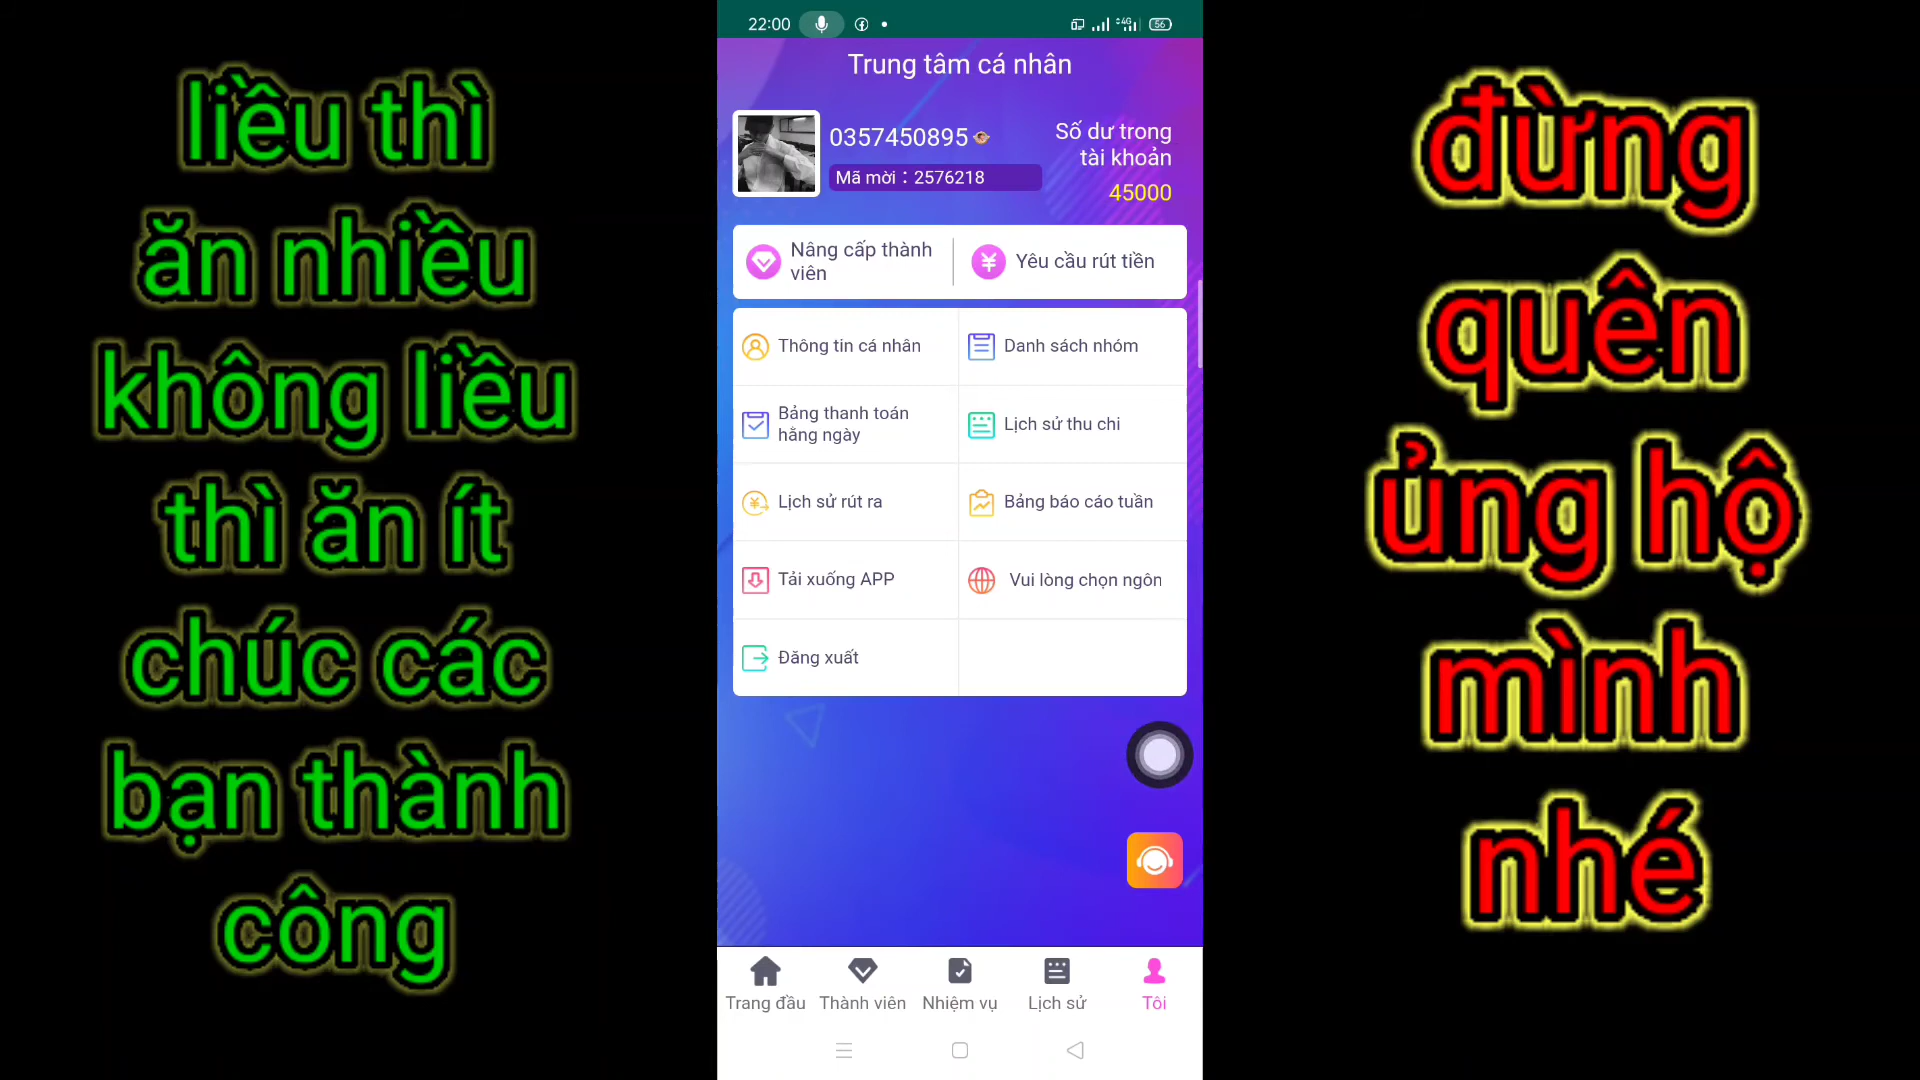 liều thì
ăn nhiều
không liều
thì ăn ít
chúc các
bạn thành
công
22:00
4G
56
Trung tâm cá nhân
0357450895
Mã mời：2576218
Số dư trong
tài khoản
45000
Nâng cấp thành
viên
Yêu cầu rút tiền
Thông tin cá nhân
Danh sách nhóm
Bảng thanh toán
hằng ngày
Lịch sử thu chi
Lịch sử rút ra
Bảng báo cáo tuần
Tải xuống APP
Vui lòng chọn ngôn
Đăng xuất
Trang đầu
Thành viên
Nhiệm vụ
Lịch sử
Tôi
đừng
quên
ủng hộ
mình
nhé